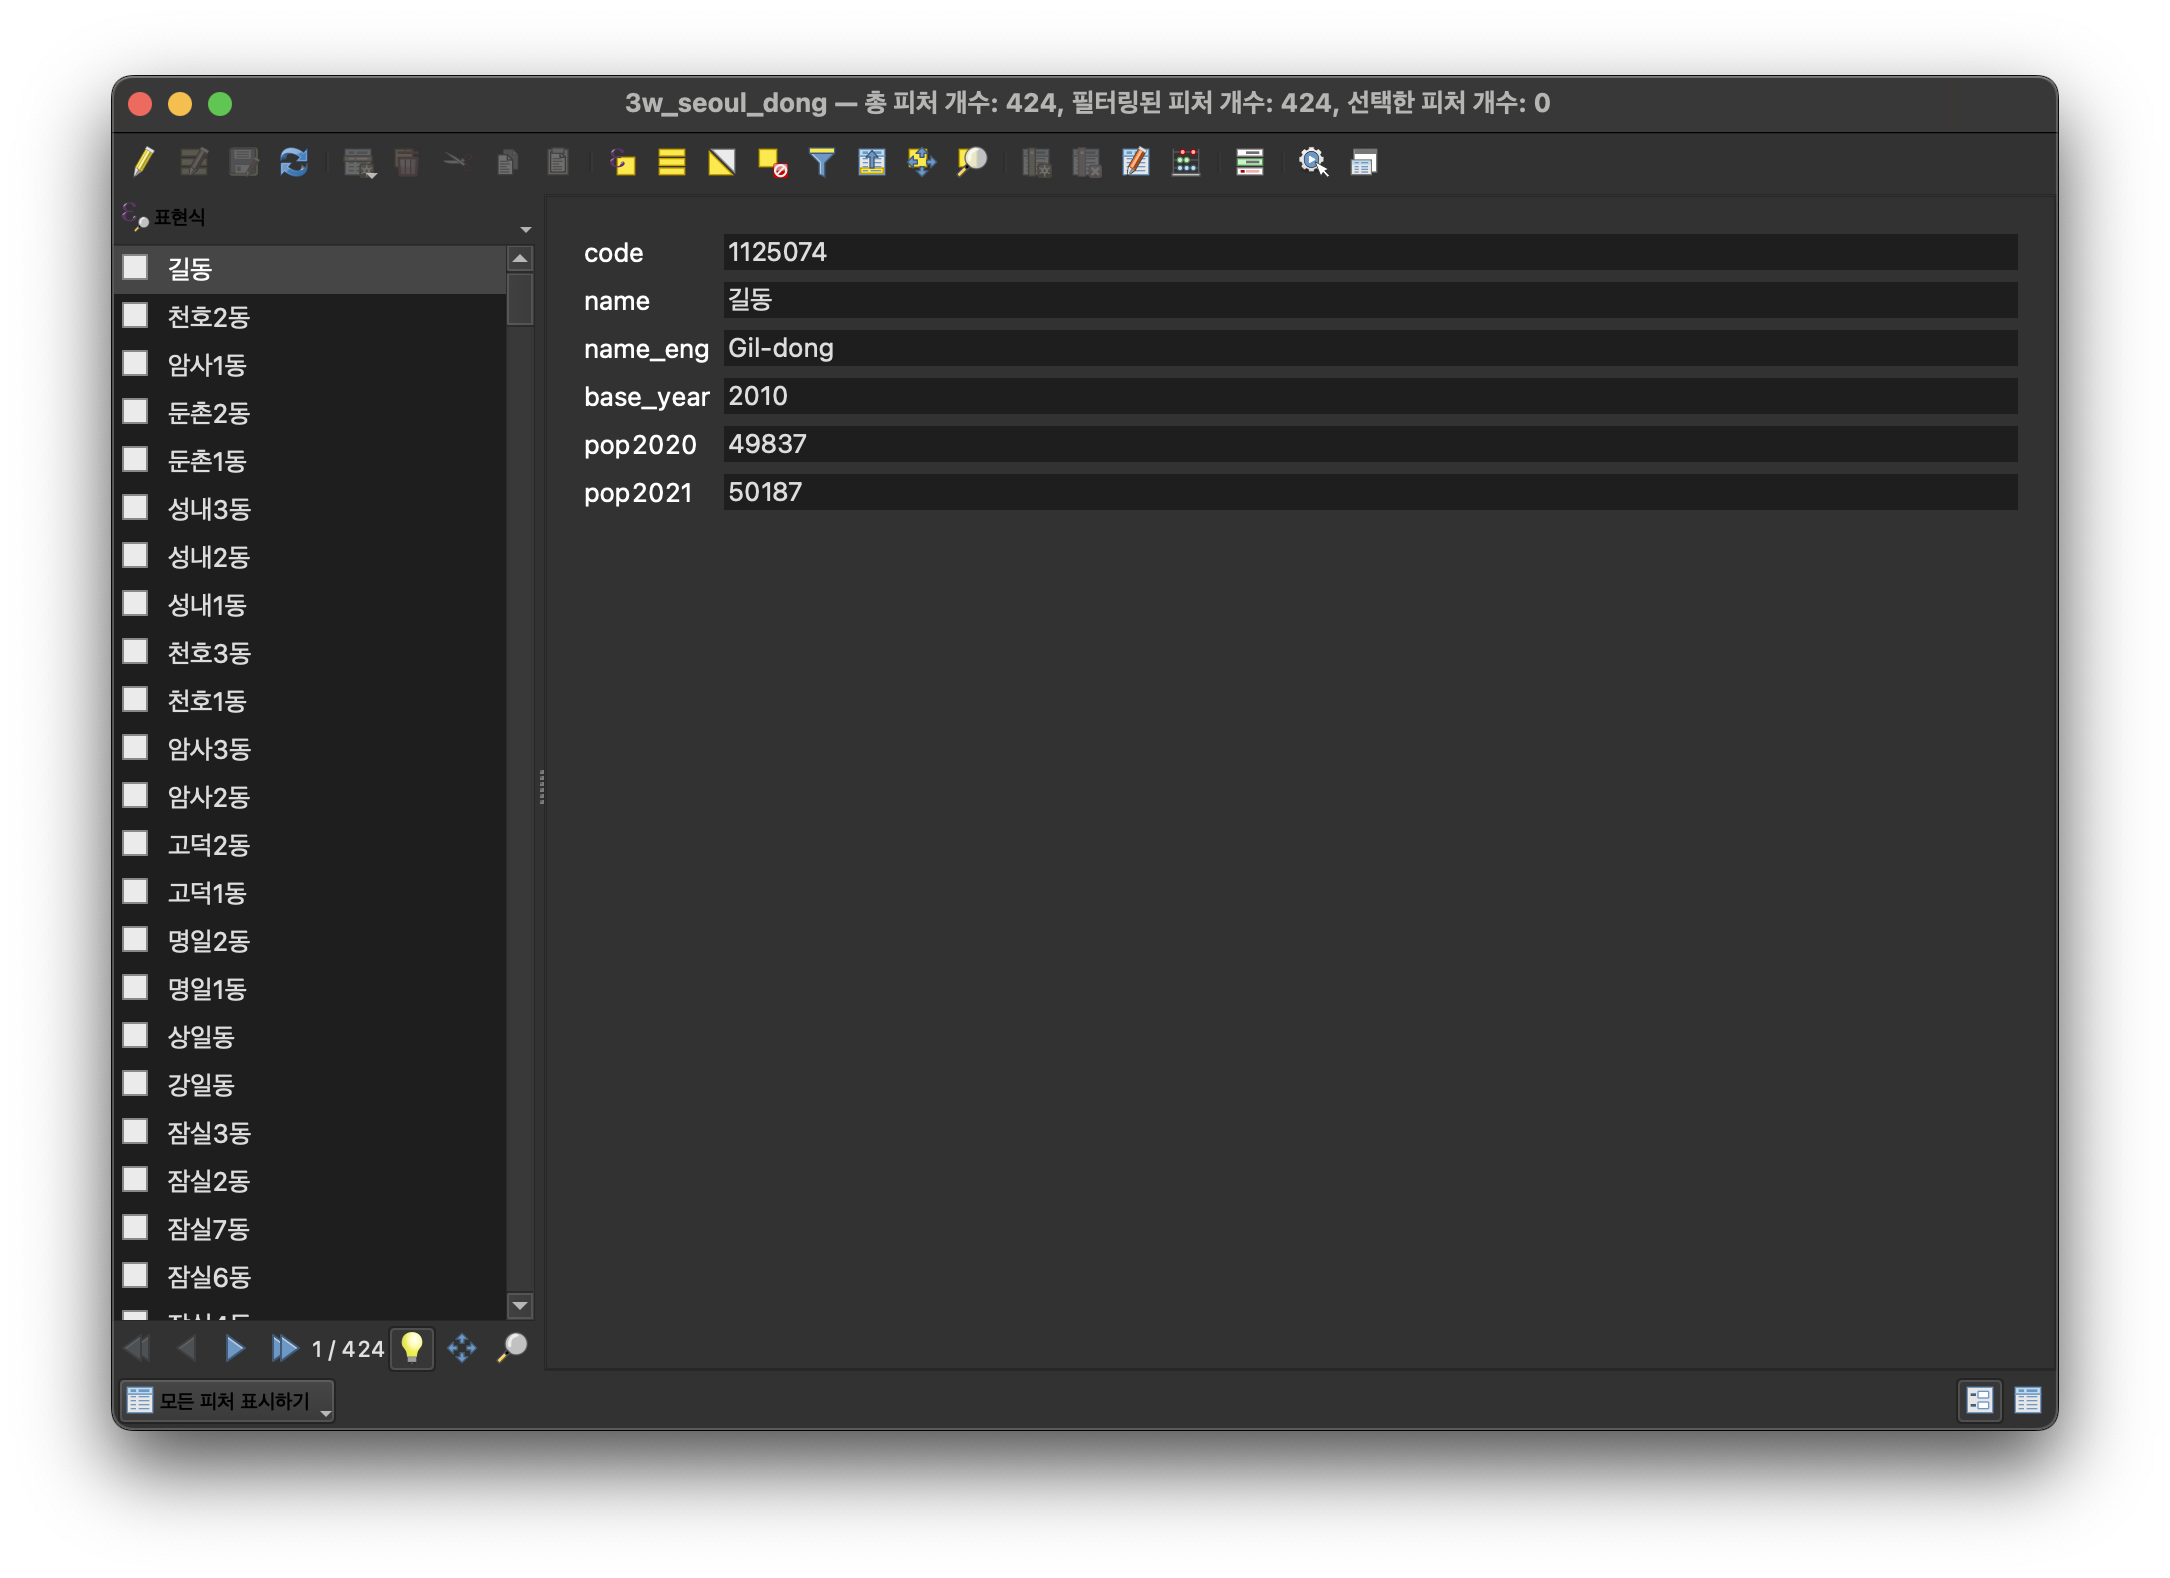 3w_seoul_dong — 총 피처 개수: 424, 필터링된 피처 개수: 424, 선택한 피처 개수: 0
표현식
길동
천호2동
암사1동
둔촌2동
둔촌1동
성내3동
성내2동
성내1동
천호3동
천호1동
암사3동
암사2동
고덕2동
고덕1동
명일2동
명일1동
상일동
강일동
잠실3동
잠실2동
잠실7동
잠실6동
1 / 424
모든 피처 표시하기
code 1125074
name 길동
name_eng Gil-dong
base_year 2010
pop2020 49837
pop2021 50187